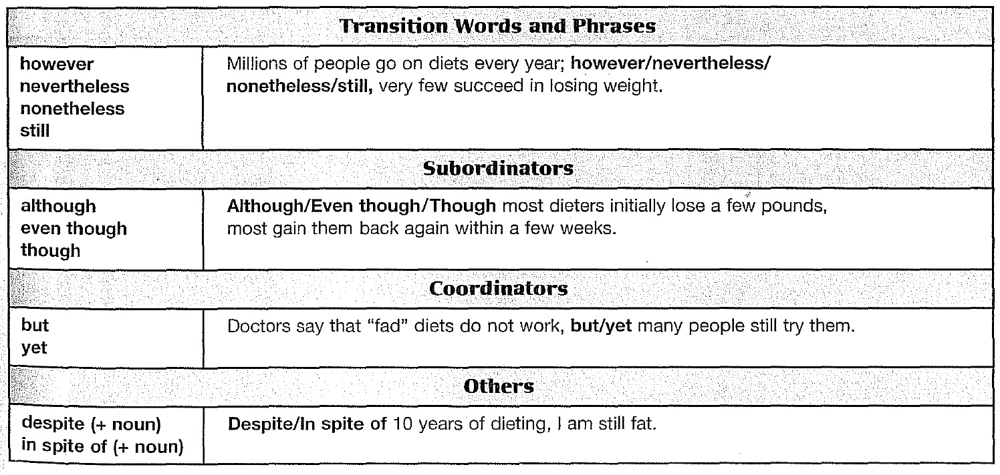 Transition Words and Phrases
however
nevertheless
nonetheless
still
Millions of people go on diets every year; however/nevertheless/
nonetheless/still, very few succeed in losing weight.
Subordinators
although
even though
though
Although/Even though/Though most dieters initially lose a few pounds,
most gain them back again within a few weeks.
Coordinators
but
yet
Doctors say that “fad” diets do not work, but/yet many people still try them.
Others
despite (+ noun)
in spite of (+ noun)
Despite/In spite of 10 years of dieting, I am still fat.